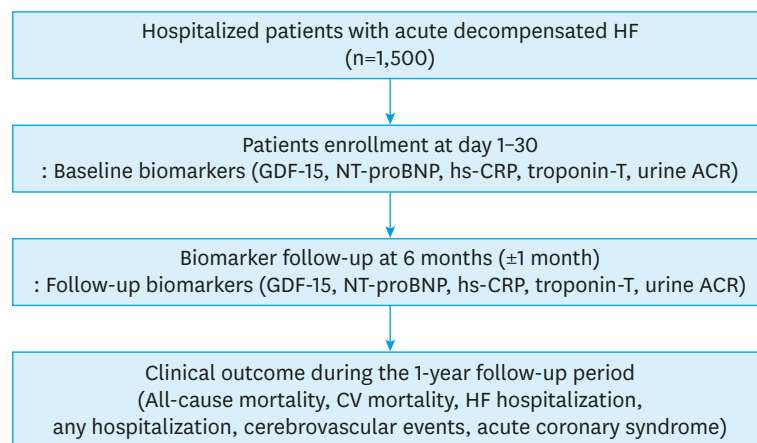 Hospitalized patients with acute decompensated HF
(n=1,500)
Patients enrollment at day 1–30
: Baseline biomarkers (GDF-15, NT-proBNP, hs-CRP, troponin-T, urine ACR)
Biomarker follow-up at 6 months (±1 month)
: Follow-up biomarkers (GDF-15, NT-proBNP, hs-CRP, troponin-T, urine ACR)
Clinical outcome during the 1-year follow-up period
(All-cause mortality, CV mortality, HF hospitalization,
any hospitalization, cerebrovascular events, acute coronary syndrome)